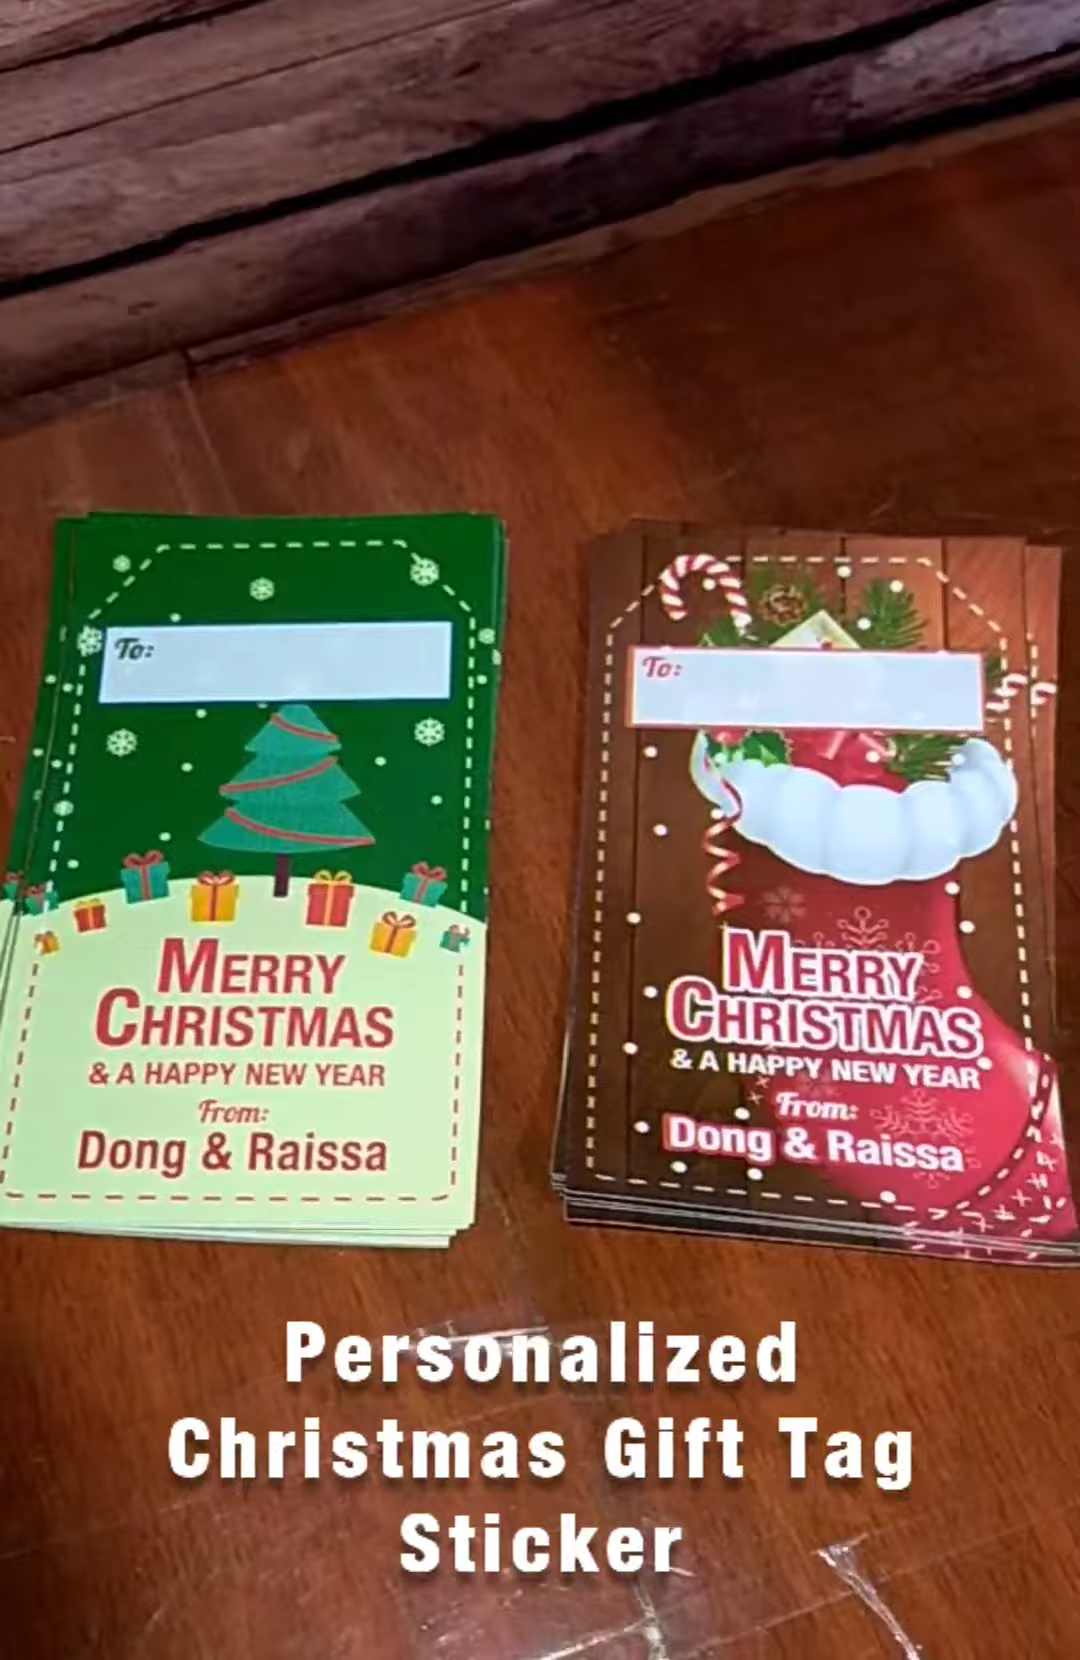 To:
MERRY
CHRISTMAS
& A HAPPY NEW YEAR
From:
Dong & Raissa
To:
MERRY
CHRISTMAS
& A HAPPY NEW YEAR
From:
Dong & Raissa
Personalized
Christmas Gift Tag
Sticker